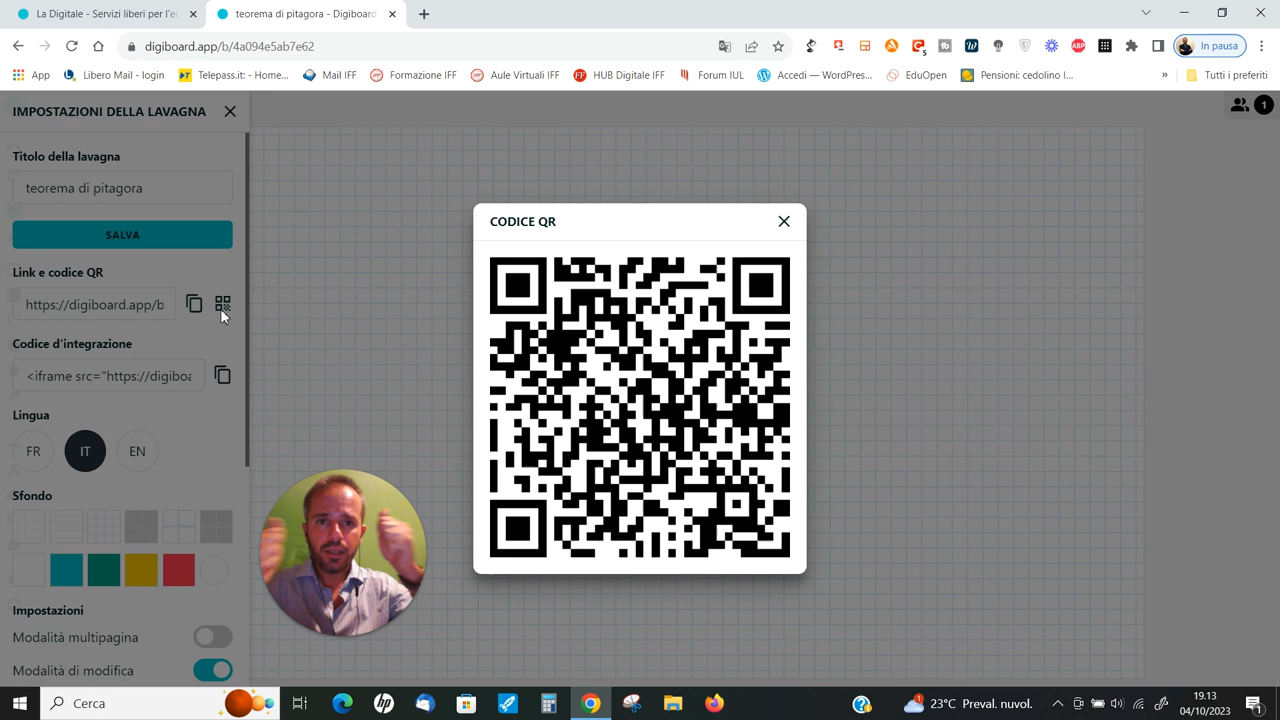 La Digitale - Servizi liberi per l'e
teorema di pitagora - Digiboard
digiboard.app/b/4a094e5ab7e62
5
ABP
In pausa
App
Libero Mail - login
Telepass.it: - Home...
Mail IFF
Formazione IFF
Aule Virtuali IFF
HUB Digitale IFF
Forum IUL
Accedi — WordPress...
EduOpen
Pensioni: cedolino I...
»
Tutti i preferiti
IMPOSTAZIONI DELLA LAVAGNA
1
Titolo della lavagna
teorema di pitagora
SALVA
Link e codice QR
https://digiboard.app/b
Codice d'integrazione
<iframe src="https://digiboa
Lingua
FR
IT
EN
Sfondo
Impostazioni
Modalità multipagina
Modalità di modifica
CODICE QR
Cerca
23°C Preval. nuvol.
19.13
04/10/2023